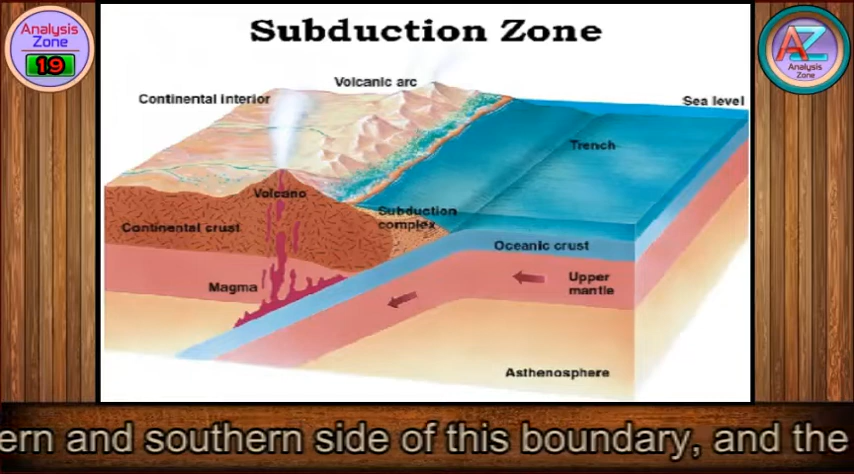 Analysis
Zone
19
Subduction Zone
AZ
Analysis
Zone
Volcanic arc
Continental interior
Sea level
Trench
Volcano
Subduction
complex
Continental crust
Oceanic crust
Magma
Upper
mantle
Asthenosphere
ern and southern side of this boundary, and the